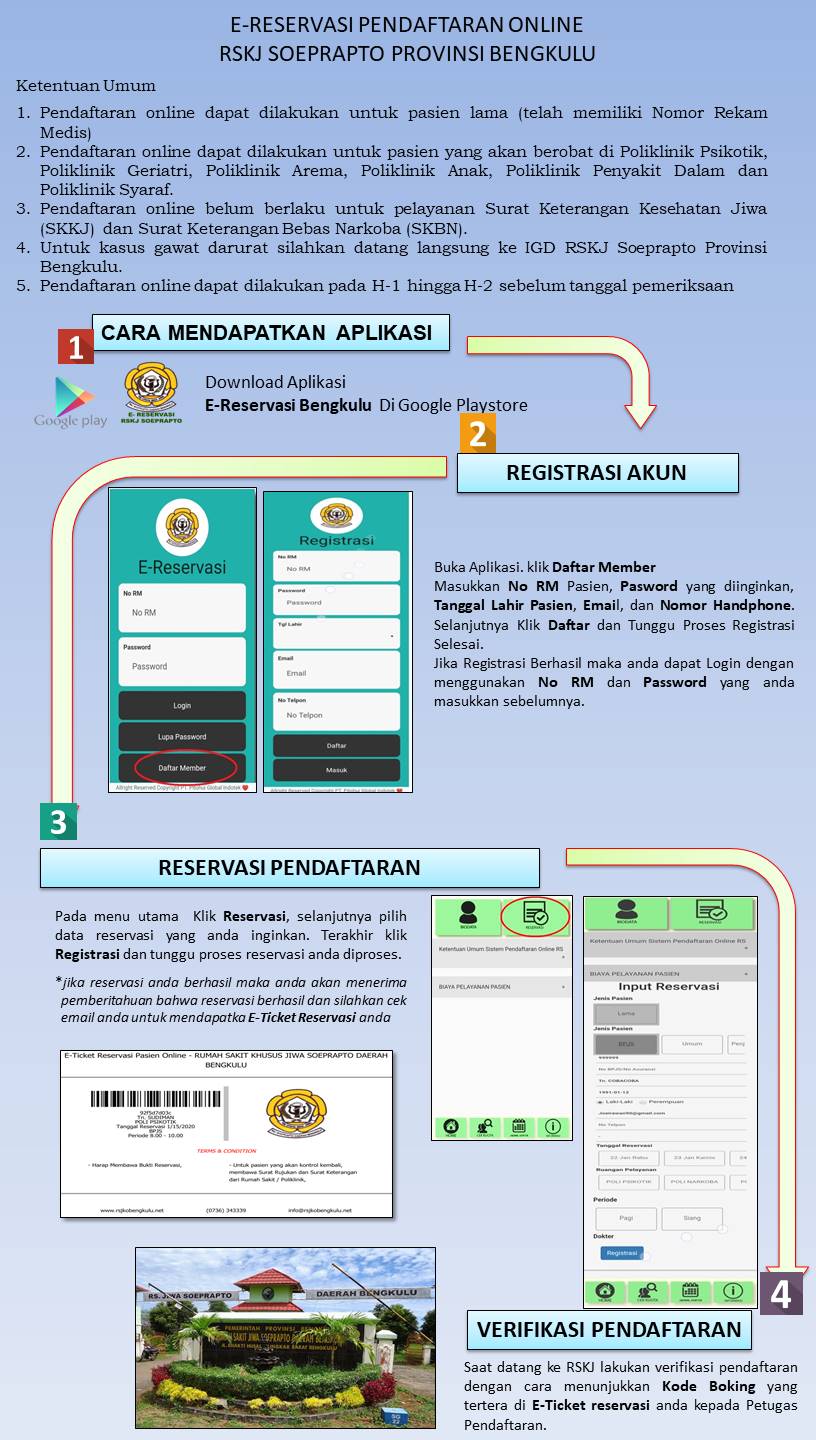 E-RESERVASI PENDAFTARAN ONLINE
RSKJ SOEPRAPTO PROVINSI BENGKULU
Ketentuan Umum
1. Pendaftaran online dapat dilakukan untuk pasien lama (telah memiliki Nomor Rekam
Medis)
2. Pendaftaran online dapat dilakukan untuk pasien yang akan berobat di Poliklinik Psikotik,
Poliklinik Geriatri, Poliklinik Arema, Poliklinik Anak, Poliklinik Penyakit Dalam dan
Poliklinik Syaraf.
3. Pendaftaran online belum berlaku untuk pelayanan Surat Keterangan Kesehatan Jiwa
(SKKJ) dan Surat Keterangan Bebas Narkoba (SKBN).
4. Untuk kasus gawat darurat silahkan datang langsung ke IGD RSKJ Soeprapto Provinsi
Bengkulu.
5. Pendaftaran online dapat dilakukan pada H-1 hingga H-2 sebelum tanggal pemeriksaan
1
CARA MENDAPATKAN APLIKASI
Google play
E- RESERVASI
RSKJ SOEPRAPTO
Download Aplikasi
E-Reservasi Bengkulu Di Google Playstore
2
REGISTRASI AKUN
E-Reservasi
No RM
No RM
Password
Password
Login
Lupa Password
Daftar Member
Allright Reserved Copyright PT. Pitohui Global Indotek
Registrasi
No RM
No RM
Password
Password
Tgl Lahir
Email
Email
No Telpon
No Telpon
Daftar
Masuk
Allright Reserved Copyright PT. Pitohui Global Indotek
Buka Aplikasi. klik Daftar Member
Masukkan No RM Pasien, Pasword yang diinginkan,
Tanggal Lahir Pasien, Email, dan Nomor Handphone.
Selanjutnya Klik Daftar dan Tunggu Proses Registrasi
Selesai.
Jika Registrasi Berhasil maka anda dapat Login dengan
menggunakan No RM dan Password yang anda
masukkan sebelumnya.
3
RESERVASI PENDAFTARAN
Pada menu utama Klik Reservasi, selanjutnya pilih
data reservasi yang anda inginkan. Terakhir klik
Registrasi dan tunggu proses reservasi anda diproses.
*jika reservasi anda berhasil maka anda akan menerima
pemberitahuan bahwa reservasi berhasil dan silahkan cek
email anda untuk mendapatka E-Ticket Reservasi anda
BIODATA
RESERVASI
Ketentuan Umum Sistem Pendaftaran Online RS
BIAYA PELAYANAN PASIEN
HOME
BIODATA
RESERVASI
Ketentuan Umum Sistem Pendaftaran Online RS
BIAYA PELAYANAN PASIEN
Input Reservasi
Jenis Pasien
Lama
Jenis Pasien
BPJS
Umum
Penj
999999
No BPJS/No Asuransi
Tn. COBACOBA
1991-01-12
Laki-Laki
Perempuan
No Telpon
Tanggal Reservasi
22-Jan Rabu
23-Jan Kamis
24
Ruangan Pelayanan
POLI PSIKOTIK
POLI NARKOBA
PO
Periode
Pagi
Siang
Dokter
Registrasi
HOME
E-Ticket Reservasi Pasien Online - RUMAH SAKIT KHUSUS JIWA SOEPRAPTO DAERAH
BENGKULU
92f5d7d03c
Tn. SUDIMAN
POLI PSIKOTIK
Tanggal Reservasi 1/15/2020
BPJS
Periode 8.00 - 10.00
TERMS & CONDITION
- Harap Membawa Bukti Reservasi,
- Untuk pasien yang akan kontrol kembali,
membawa Surat Rujukan dan Surat Keterangan
dari Rumah Sakit / Poliklinik,
www.rsjkobengkulu.net
(0736) 343339
info@rsjkobengkulu.net
RS. JIWA SOEPRAPTO
DAERAH BENGKULU
PEMERINTAH PROVINSI BENGKULU
RUMAH SAKIT JIWA SOEPRAPTO DAERAH BENGKULU
4
VERIFIKASI PENDAFTARAN
Saat datang ke RSKJ lakukan verifikasi pendaftaran
dengan cara menunjukkan Kode Boking yang
tertera di E-Ticket reservasi anda kepada Petugas
Pendaftaran.